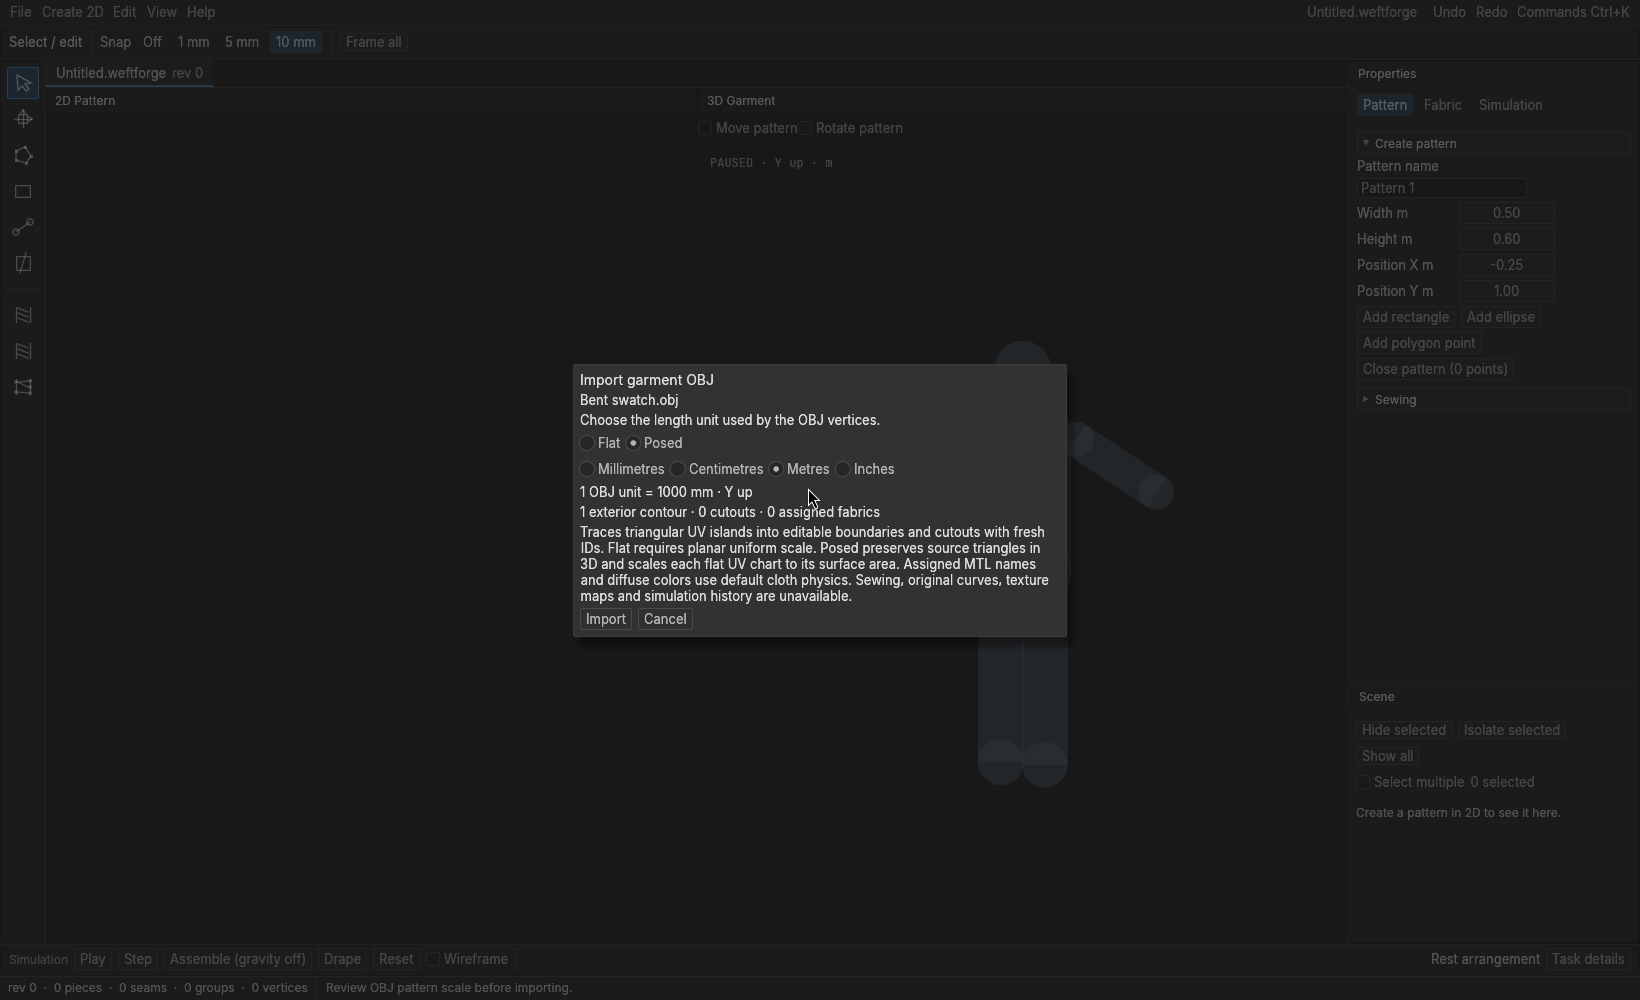 File Create 2D Edit View Help Untitled.weftforge Undo Redo Commands Ctrl+K
Select / edit Snap Off 1 mm 5 mm 10 mm Frame all
Untitled.weftforge rev 0
2D Pattern
3D Garment
Move pattern Rotate pattern
PAUSED · Y up · m
Properties
Pattern Fabric Simulation
Create pattern
Pattern name
Pattern 1
Width m 0.50
Height m 0.60
Position X m -0.25
Position Y m 1.00
Add rectangle Add ellipse
Add polygon point
Close pattern (0 points)
Sewing
Import garment OBJ
Bent swatch.obj
Choose the length unit used by the OBJ vertices.
Flat Posed
Millimetres Centimetres Metres Inches
1 OBJ unit = 1000 mm · Y up
1 exterior contour · 0 cutouts · 0 assigned fabrics
Traces triangular UV islands into editable boundaries and cutouts with fresh
IDs. Flat requires planar uniform scale. Posed preserves source triangles in
3D and scales each flat UV chart to its surface area. Assigned MTL names
and diffuse colors use default cloth physics. Sewing, original curves, texture
maps and simulation history are unavailable.
Import Cancel
Scene
Hide selected Isolate selected
Show all
Select multiple 0 selected
Create a pattern in 2D to see it here.
Simulation Play Step Assemble (gravity off) Drape Reset Wireframe Rest arrangement Task details
rev 0 · 0 pieces · 0 seams · 0 groups · 0 vertices Review OBJ pattern scale before importing.